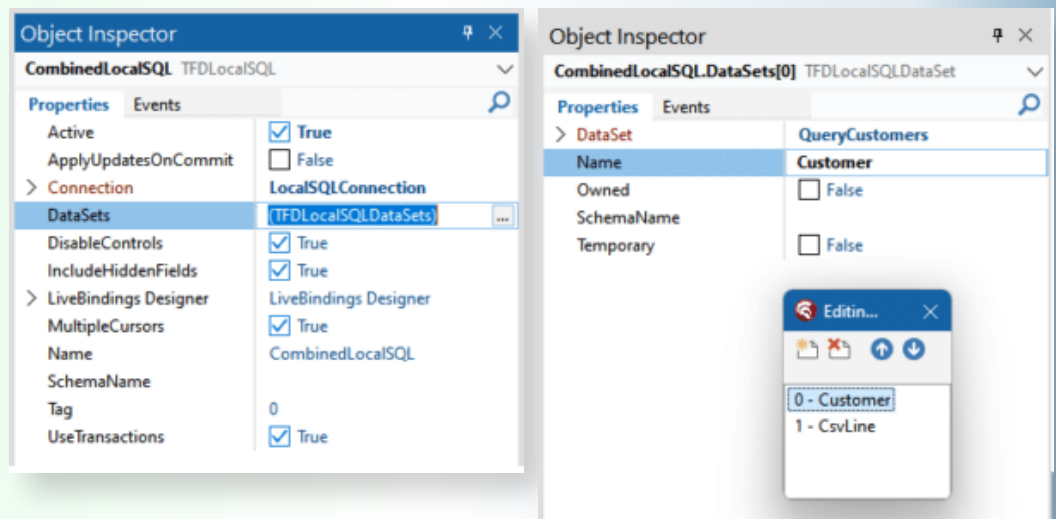 Object Inspector
CombinedLocalSQL TFDLocalSQL
Properties Events
Active True
ApplyUpdatesOnCommit False
Connection LocalSQLConnection
DataSets (TFDLocalSQLDataSets) ...
DisableControls True
IncludeHiddenFields True
LiveBindings Designer LiveBindings Designer
MultipleCursors True
Name CombinedLocalSQL
SchemaName
Tag 0
UseTransactions True
Object Inspector
CombinedLocalSQL.DataSets[0] TFDLocalSQLDataSet
Properties Events
DataSet QueryCustomers
Name Customer
Owned False
SchemaName
Temporary False
Editin...
0 - Customer
1 - CsvLine